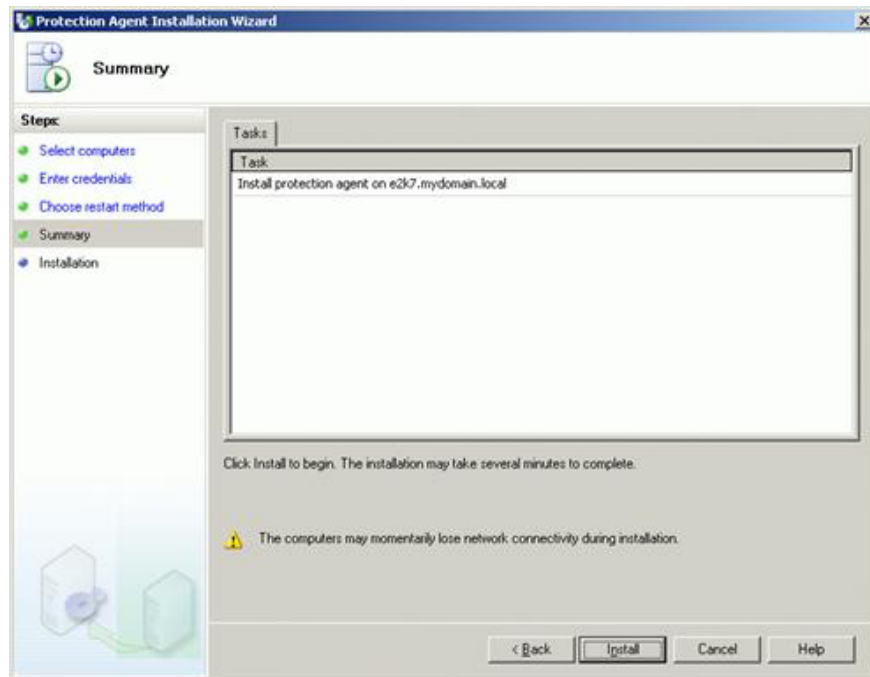 Protection Agent Installation Wizard
Summary
Steps:
Select computers
Enter credentials
Choose restart method
Summary
Installation
Tasks
Task
Install protection agent on e2k7.mydomain.local
Click Install to begin. The installation may take several minutes to complete.
The computers may momentarily lose network connectivity during installation.
< Back Install Cancel Help